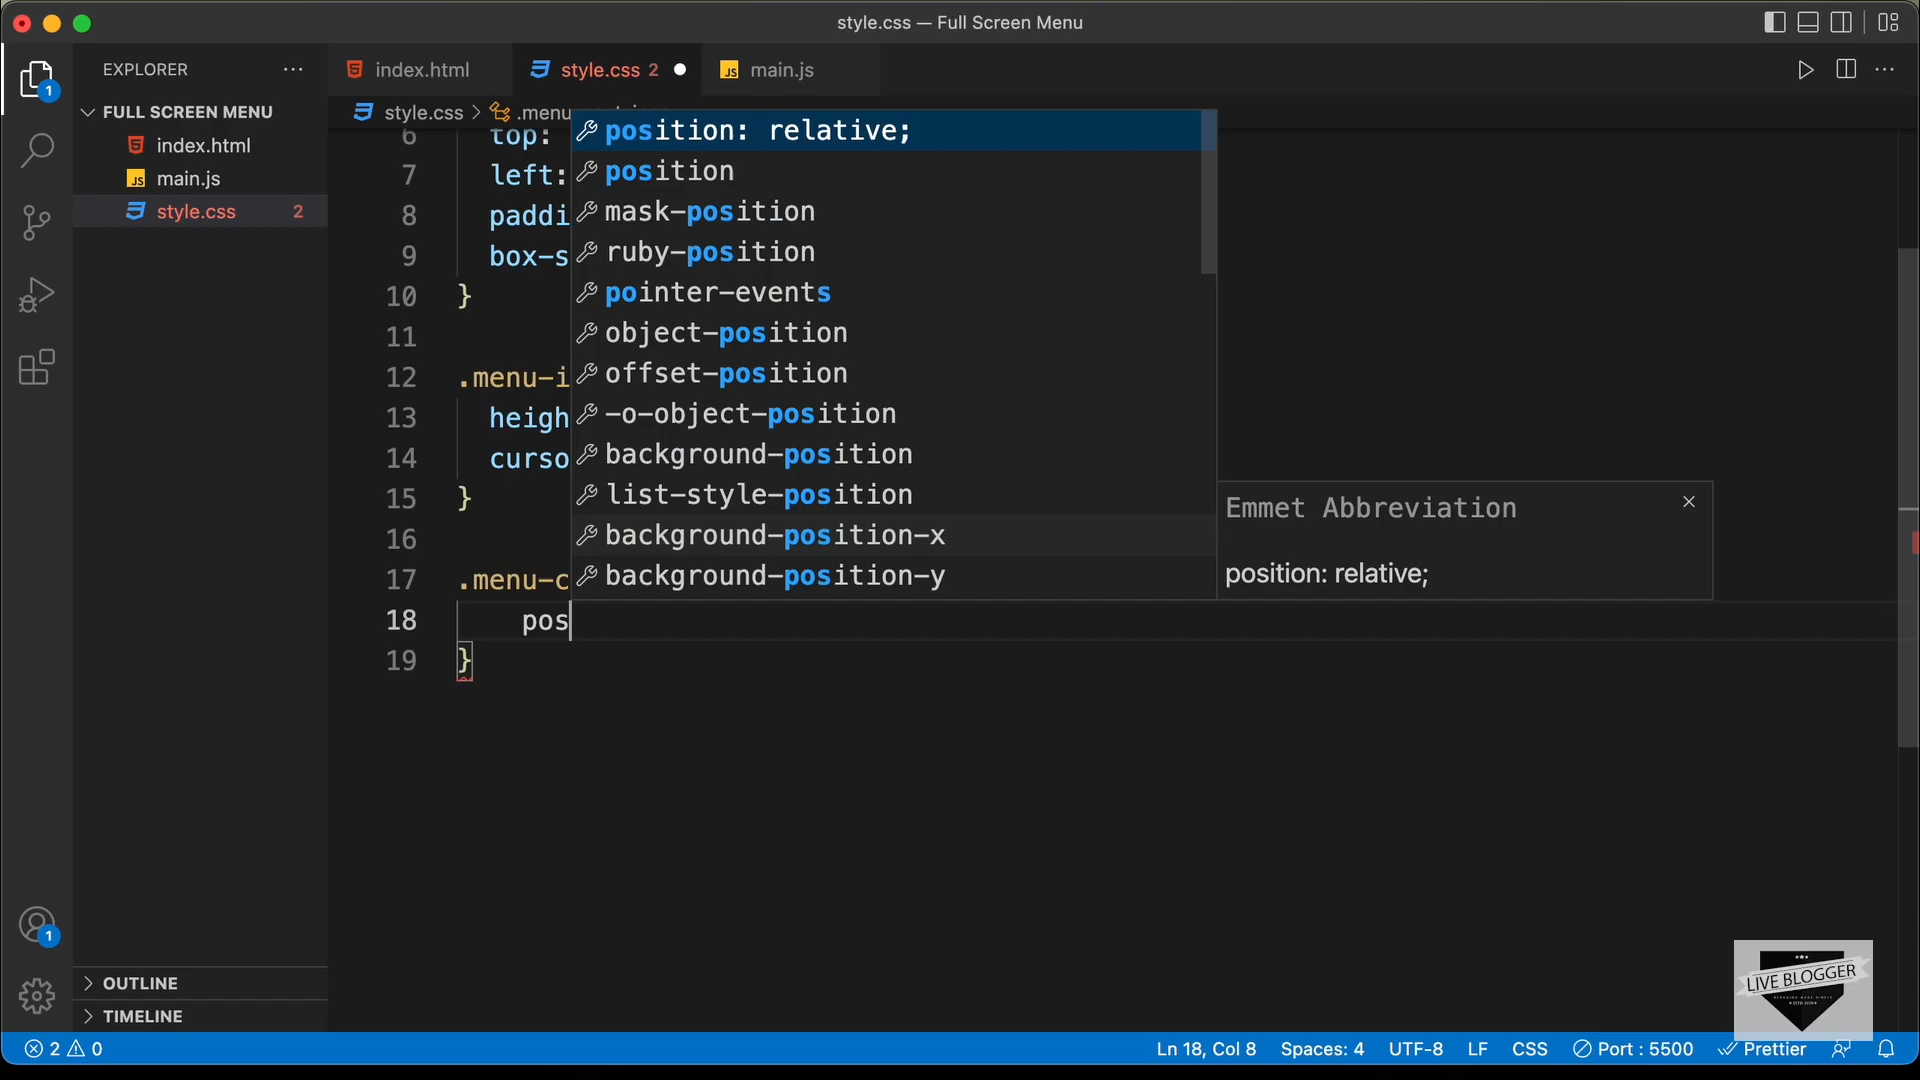 style.css — Full Screen Menu
EXPLORER
index.html
style.css 2
main.js
1
FULL SCREEN MENU
index.html
main.js
style.css 2
style.css > .menu
6 top:
7 left:
8 paddi
9 box-s
10 }
11
12 .menu-i
13 heigh
14 curso
15 }
16
17 .menu-c
18 pos
19 }
position: relative;
position
mask-position
ruby-position
pointer-events
object-position
offset-position
-o-object-position
background-position
list-style-position
background-position-x
background-position-y
Emmet Abbreviation
position: relative;
1
OUTLINE
TIMELINE
LIVE BLOGGER
2 0
Ln 18, Col 8
Spaces: 4
UTF-8
LF
CSS
Port : 5500
Prettier